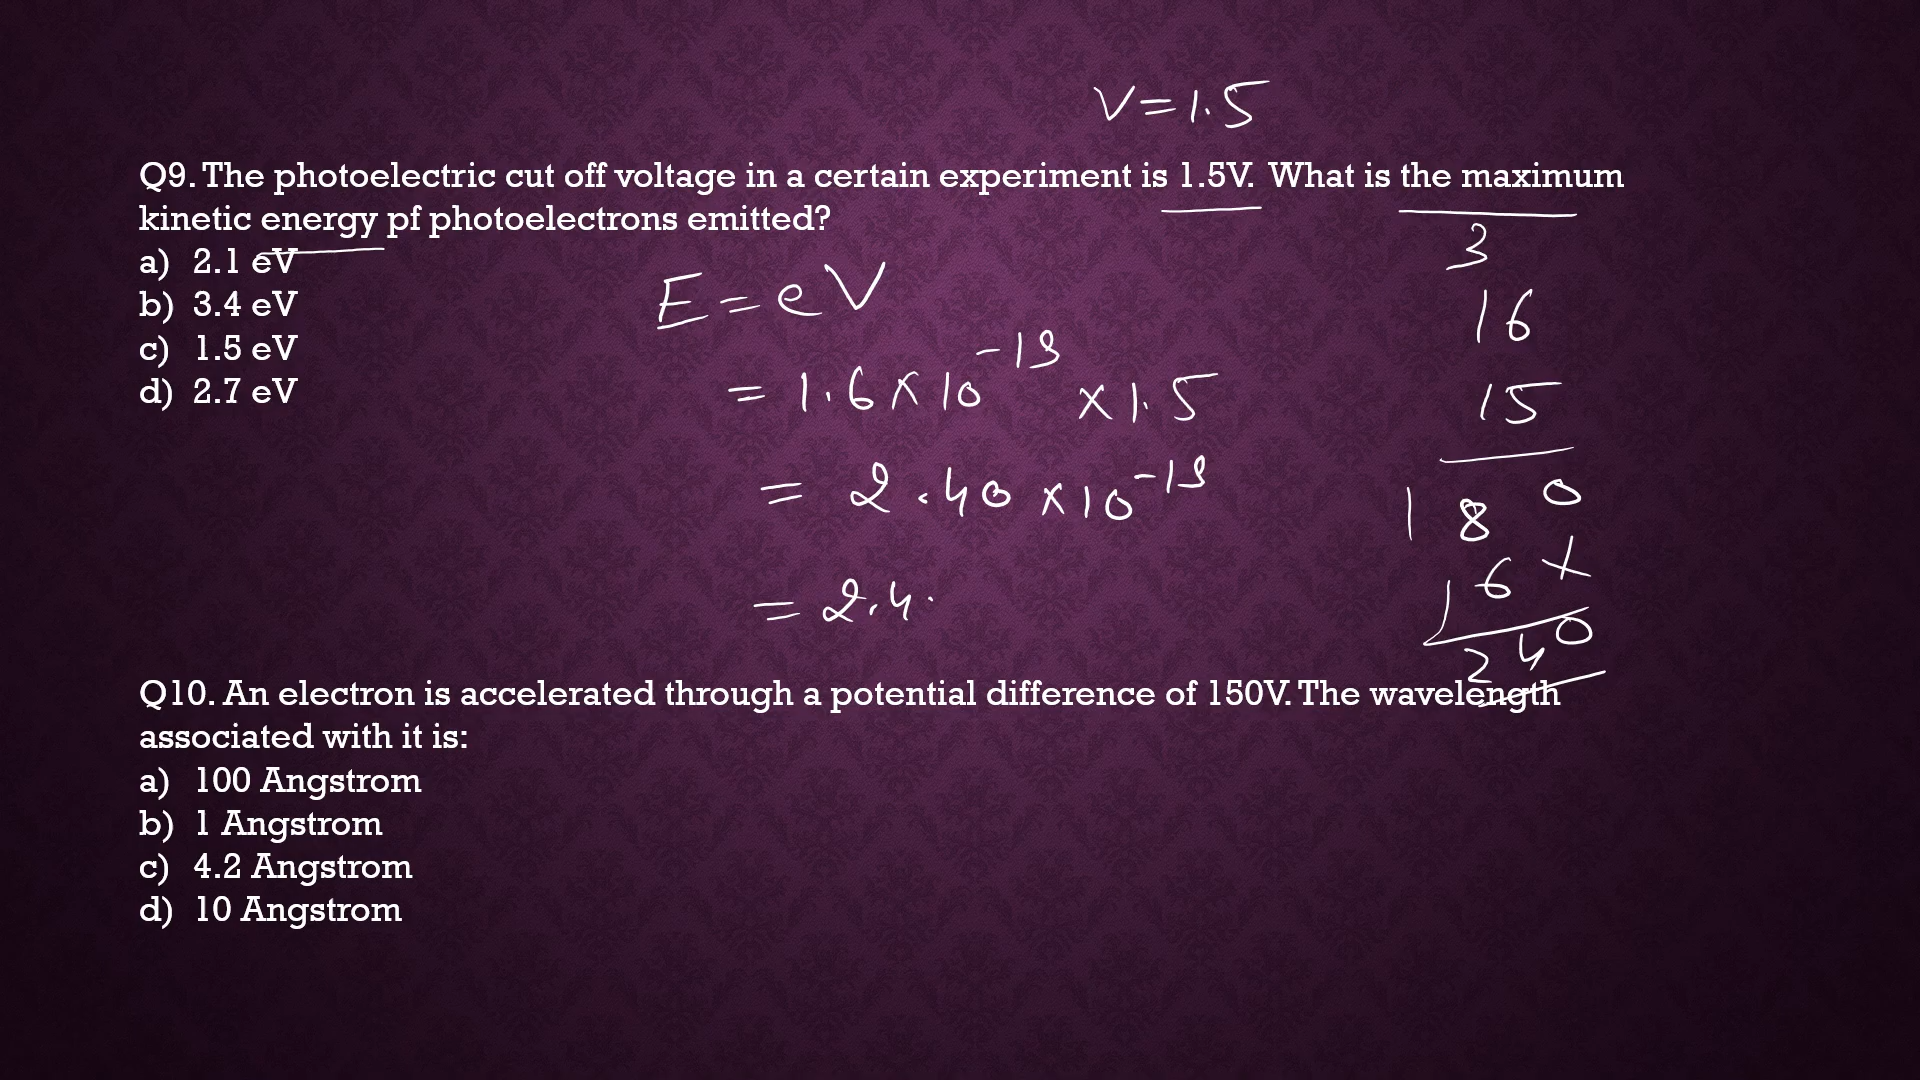 V=1.5
Q9. The photoelectric cut off voltage in a certain experiment is 1.5V. What is the maximum
kinetic energy pf photoelectrons emitted?
a) 2.1 eV
b) 3.4 eV
c) 1.5 eV
d) 2.7 eV
E=eV
= 1.6×10⁻¹⁹ ×1.5
= 2.40×10⁻¹⁹
= 2.4.
3
16
15
180
16×
240
Q10. An electron is accelerated through a potential difference of 150V. The wavelength
associated with it is:
a) 100 Angstrom
b) 1 Angstrom
c) 4.2 Angstrom
d) 10 Angstrom